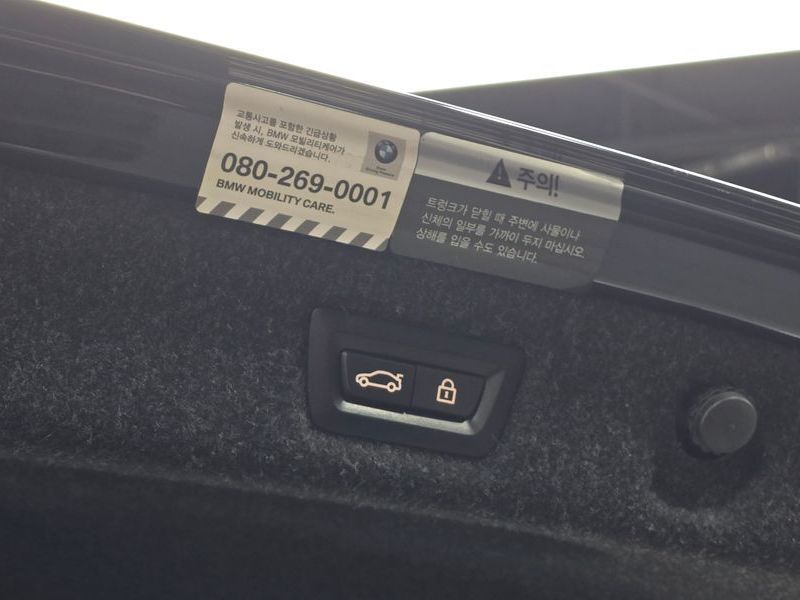 교통사고를 포함한 긴급상황
발생 시, BMW 모빌리티케어가
신속하게 도와드리겠습니다.
080-269-0001
BMW MOBILITY CARE.
주의!
트렁크가 닫힐 때 주변에 사물이나
신체의 일부를 가까이 두지 마십시오.
상해를 입을 수도 있습니다.